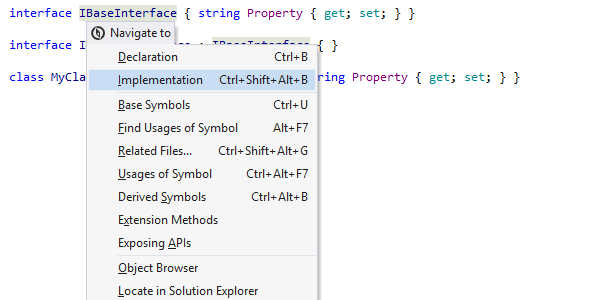 interface IBaseInterface { string Property { get; set; } }
Navigate to
interface I : IBaseInterface { }
Declaration Ctrl+B
Implementation Ctrl+Shift+Alt+B
class MyCla ring Property { get; set; } }
Base Symbols Ctrl+U
Find Usages of Symbol Alt+F7
Related Files... Ctrl+Shift+Alt+G
Usages of Symbol Ctrl+Alt+F7
Derived Symbols Ctrl+Alt+B
Extension Methods
Exposing APIs
Object Browser
Locate in Solution Explorer